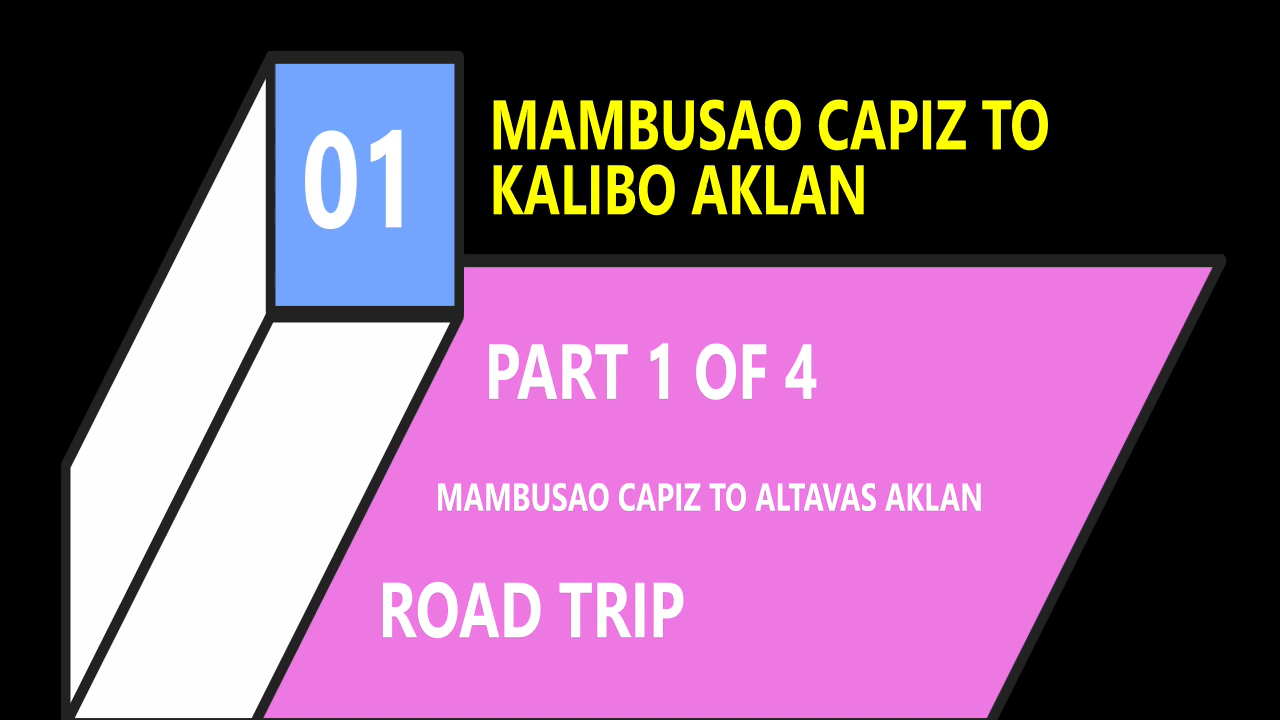 01
MAMBUSAO CAPIZ TO
KALIBO AKLAN
PART 1 OF 4
MAMBUSAO CAPIZ TO ALTAVAS AKLAN
ROAD TRIP